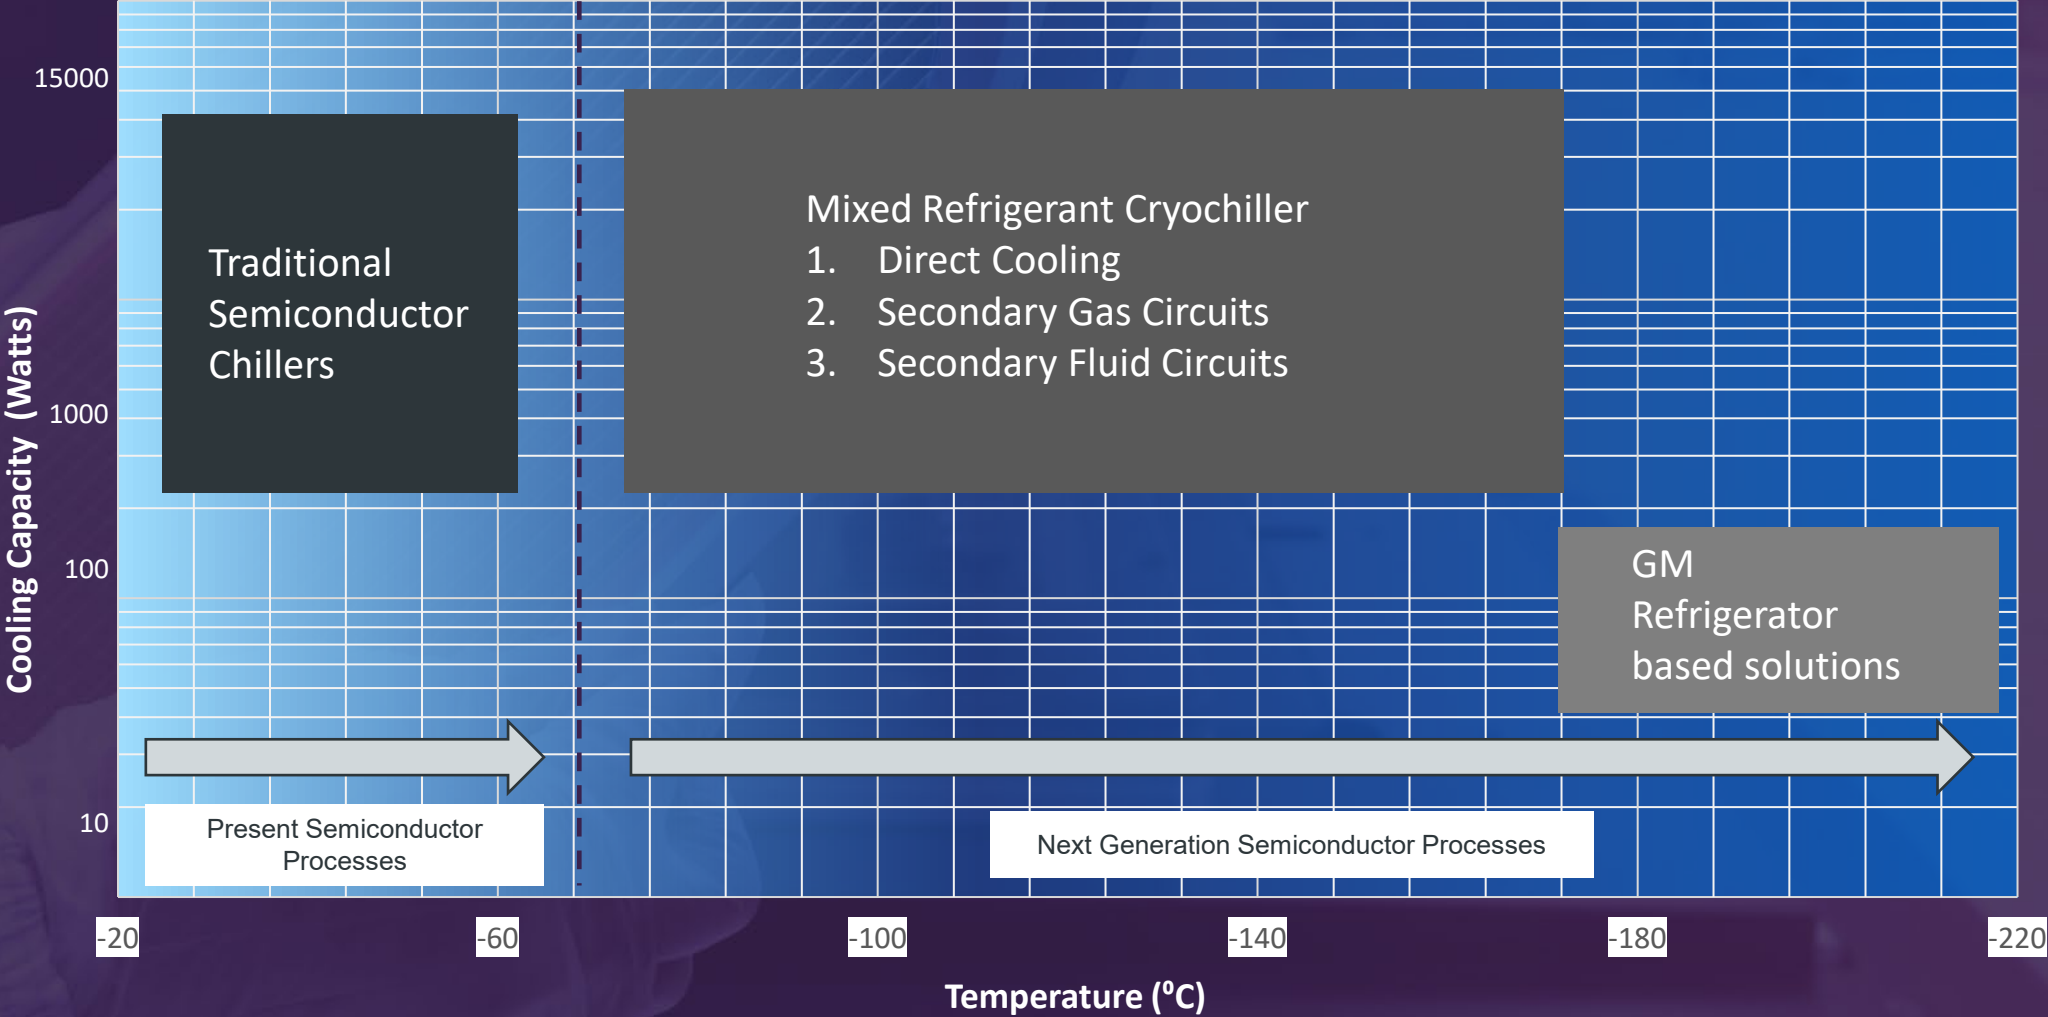 15000
1000
100
10
Cooling Capacity (Watts)
Traditional
Semiconductor
Chillers
Mixed Refrigerant Cryochiller
1. Direct Cooling
2. Secondary Gas Circuits
3. Secondary Fluid Circuits
GM
Refrigerator
based solutions
Present Semiconductor
Processes
Next Generation Semiconductor Processes
-20
-60
-100
-140
-180
-220
Temperature (⁰C)